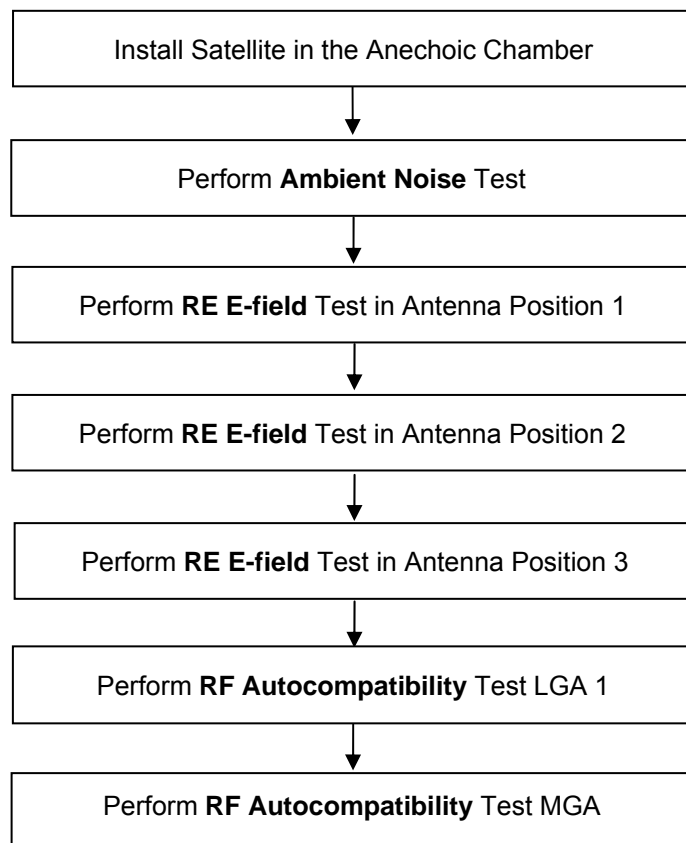 Install Satellite in the Anechoic Chamber
Perform Ambient Noise Test
Perform RE E-field Test in Antenna Position 1
Perform RE E-field Test in Antenna Position 2
Perform RE E-field Test in Antenna Position 3
Perform RF Autocompatibility Test LGA 1
Perform RF Autocompatibility Test MGA